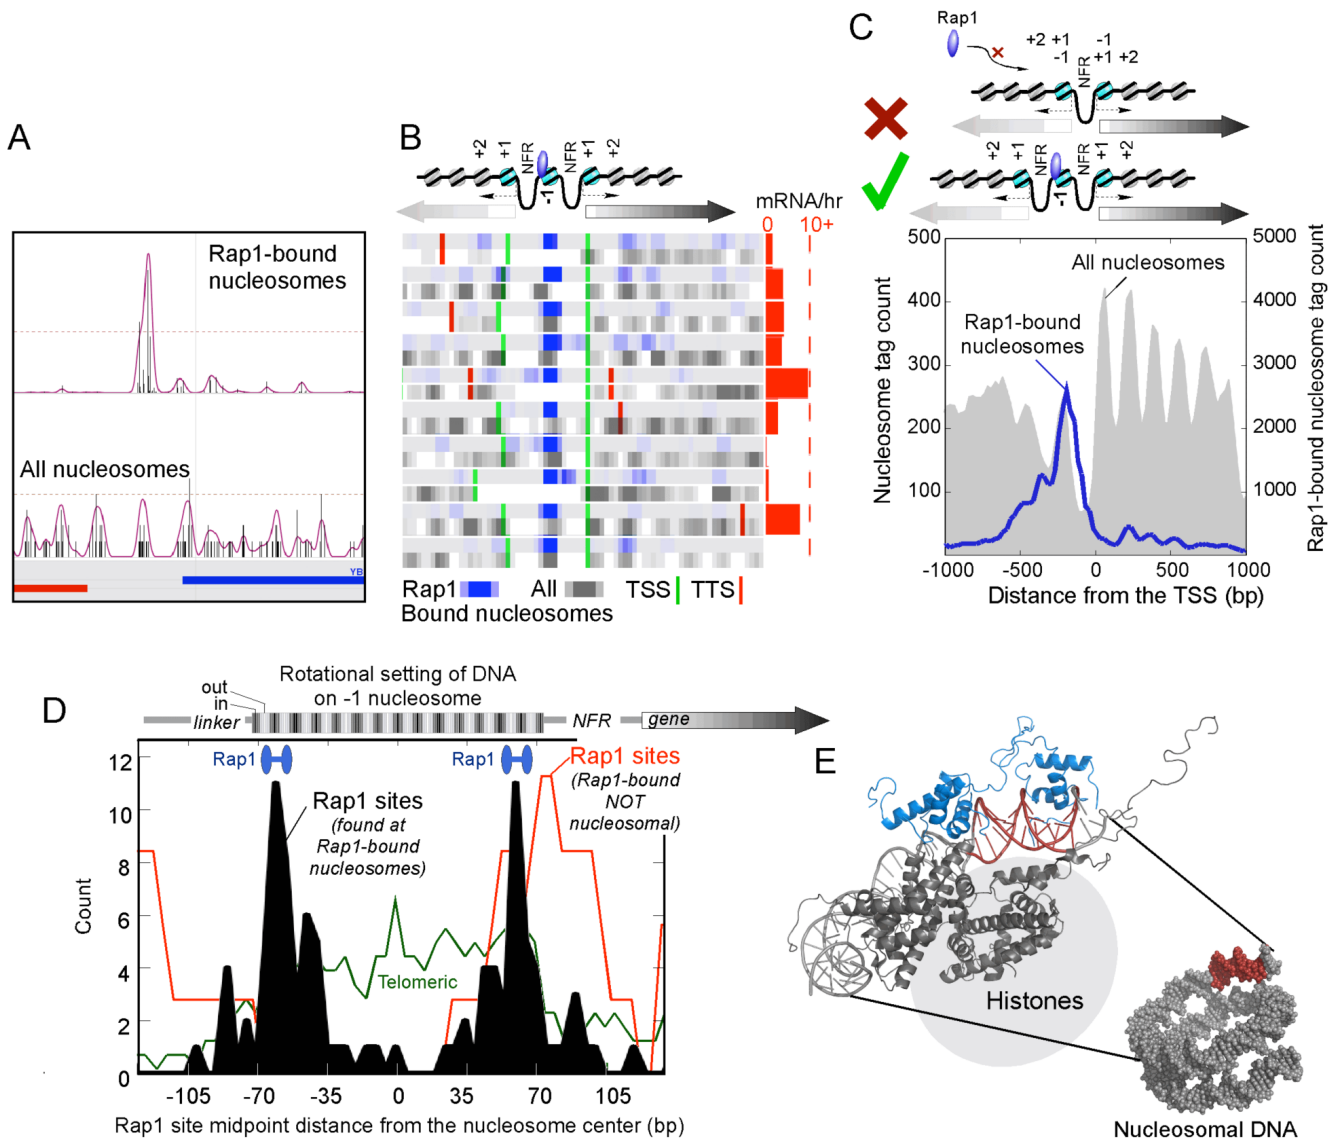 A
Rap1-bound
nucleosomes
All nucleosomes
YB
B
+2 +1 NFR -1 NFR +1 +2
mRNA/hr
0 10+
Rap1 All TSS TTS
Bound nucleosomes
C
Rap1
+2 +1 -1
-1 NFR +1 +2
+2 +1 NFR -1 NFR +1 +2
500 5000
All nucleosomes
400 4000
Rap1-bound
nucleosomes
300 3000
200 2000
100 1000
Nucleosome tag count
Rap1-bound nucleosome tag count
-1000 -500 0 500 1000
Distance from the TSS (bp)
D
Rotational setting of DNA
on -1 nucleosome
out
in
linker NFR gene
Rap1 Rap1 Rap1 sites
(Rap1-bound
NOT
nucleosomal)
Rap1 sites
(found at
Rap1-bound
nucleosomes)
Telomeric
12
10
8
6
4
2
0
Count
-105 -70 -35 0 35 70 105
Rap1 site midpoint distance from the nucleosome center (bp)
E
Histones
Nucleosomal DNA